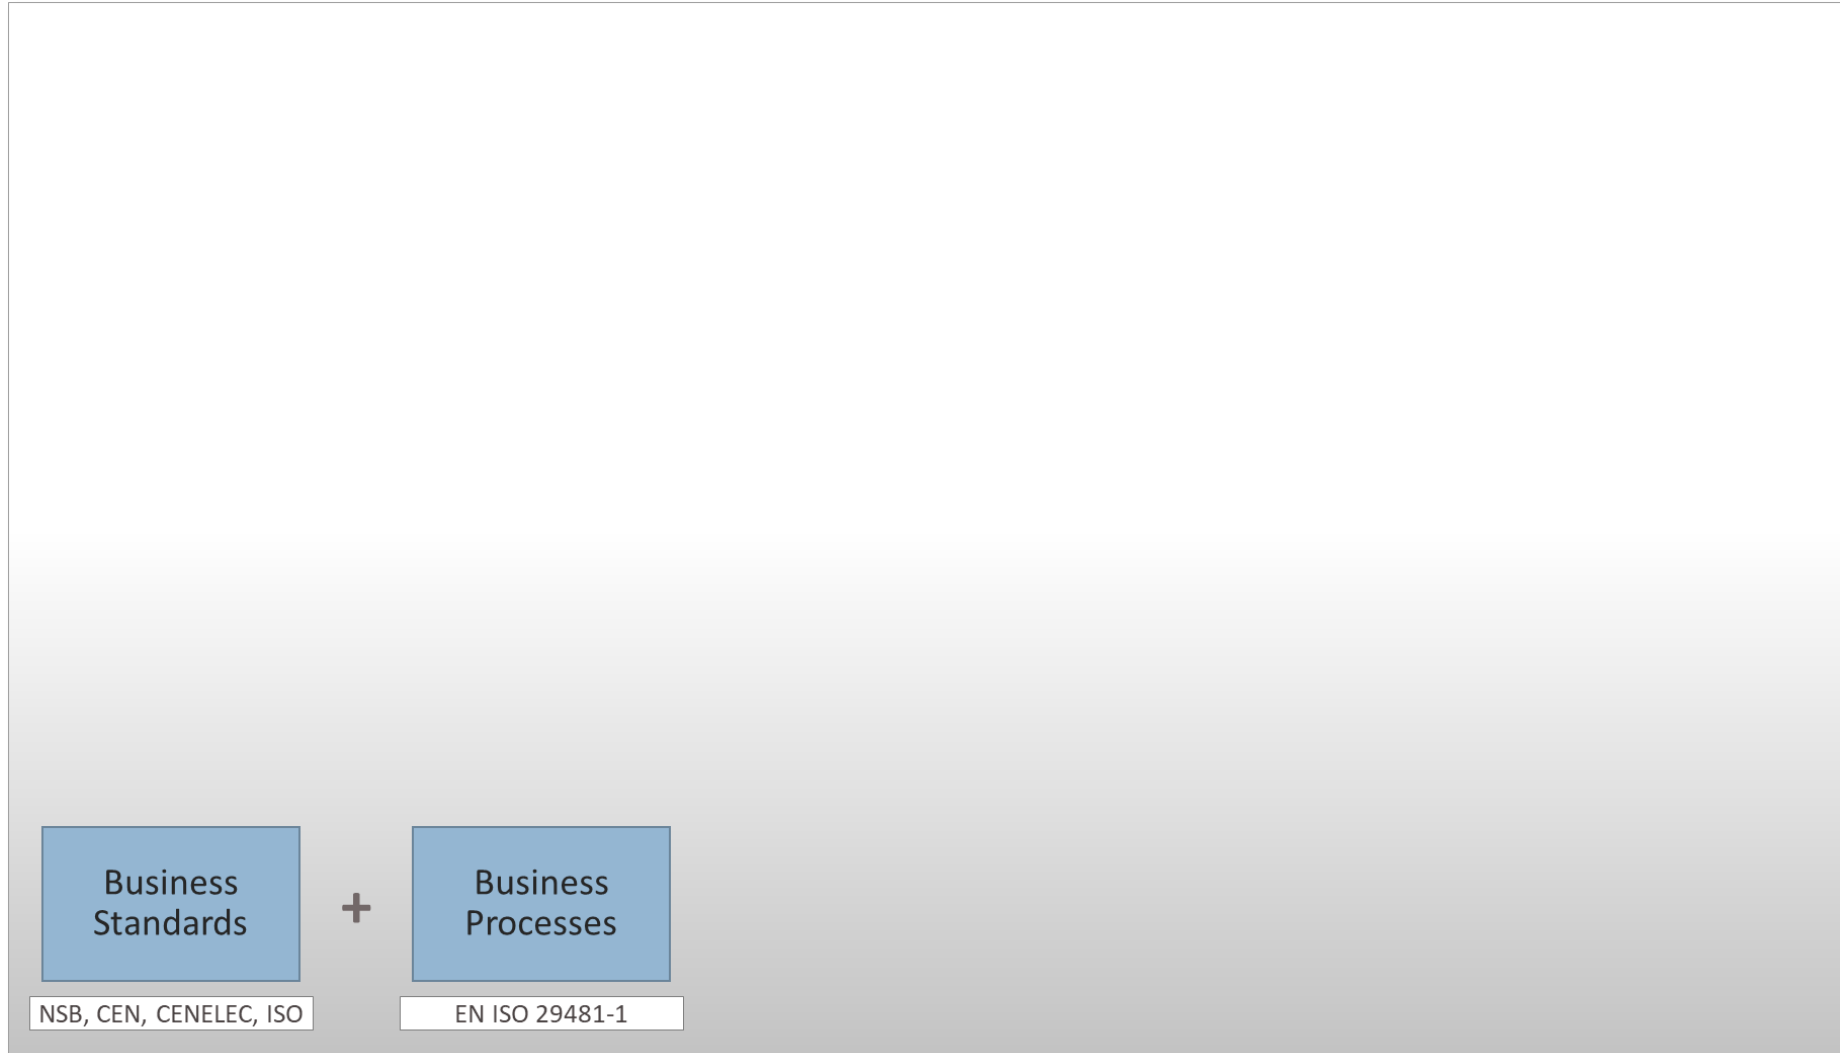 Business
Standards
+
Business
Processes
NSB, CEN, CENELEC, ISO
EN ISO 29481-1